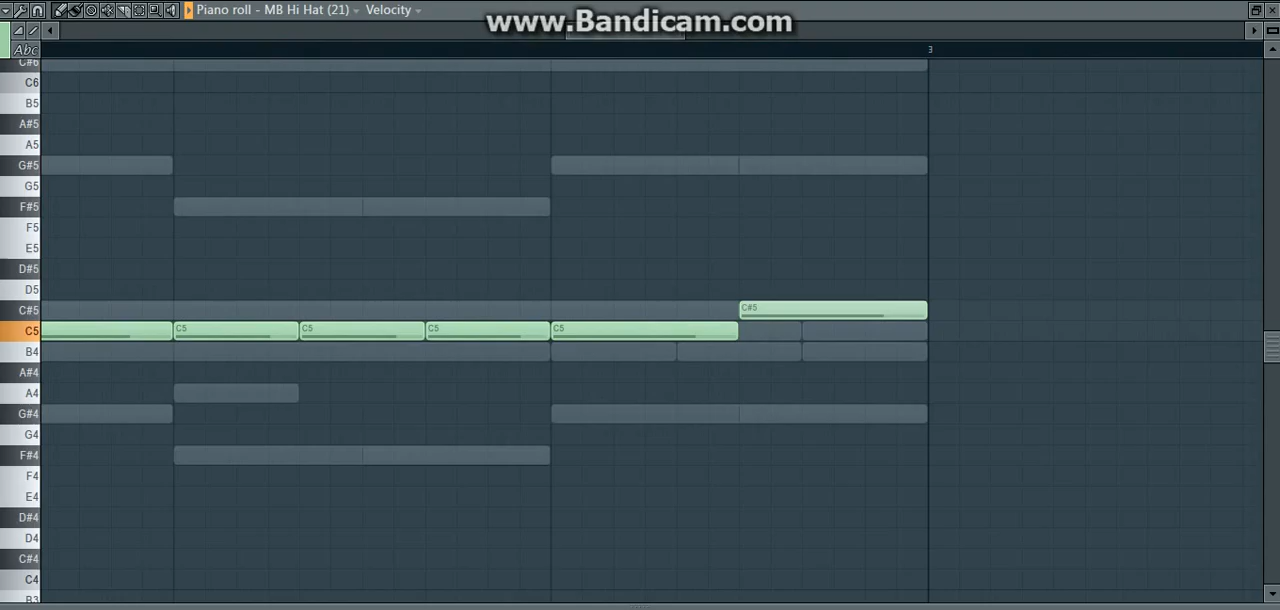 Piano roll - MB Hi Hat (21) Velocity
www.Bandicam.com
Abc
3
C#6
C6
B5
A#5
A5
G#5
G5
F#5
F5
E5
D#5
D5
C#5 C#5
C5 C5 C5 C5 C5
B4
A#4
A4
G#4
G4
F#4
F4
E4
D#4
D4
C#4
C4
B3